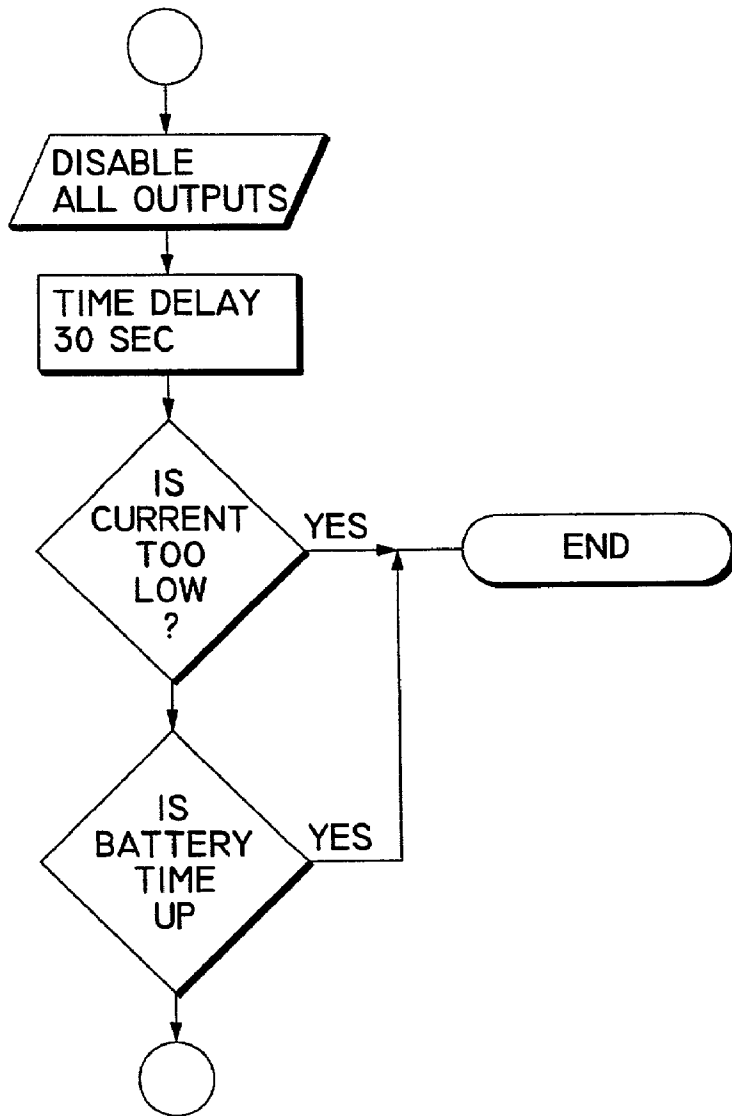 DISABLE
ALL OUTPUTS
TIME DELAY
30 SEC
IS
CURRENT
TOO
LOW
?
YES
END
IS
BATTERY
TIME
UP
YES